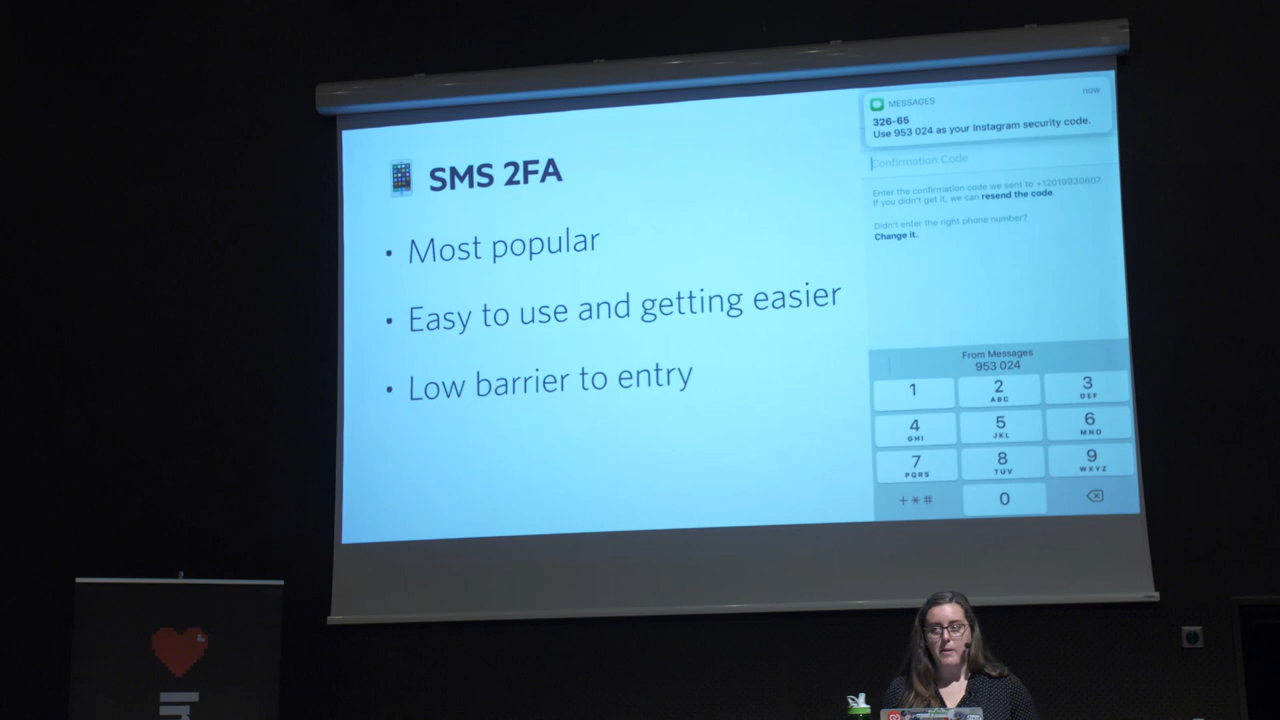 SMS 2FA
• Most popular
• Easy to use and getting easier
• Low barrier to entry
MESSAGES
now
326-65
Use 953 024 as your Instagram security code.
Confirmation Code
Enter the confirmation code we sent to +12019930607.
If you didn't get it, we can resend the code.
Didn't enter the right phone number?
Change it.
From Messages
953 024
1
2
ABC
3
DEF
4
GHI
5
JKL
6
MNO
7
PQRS
8
TUV
9
WXYZ
+*#
0